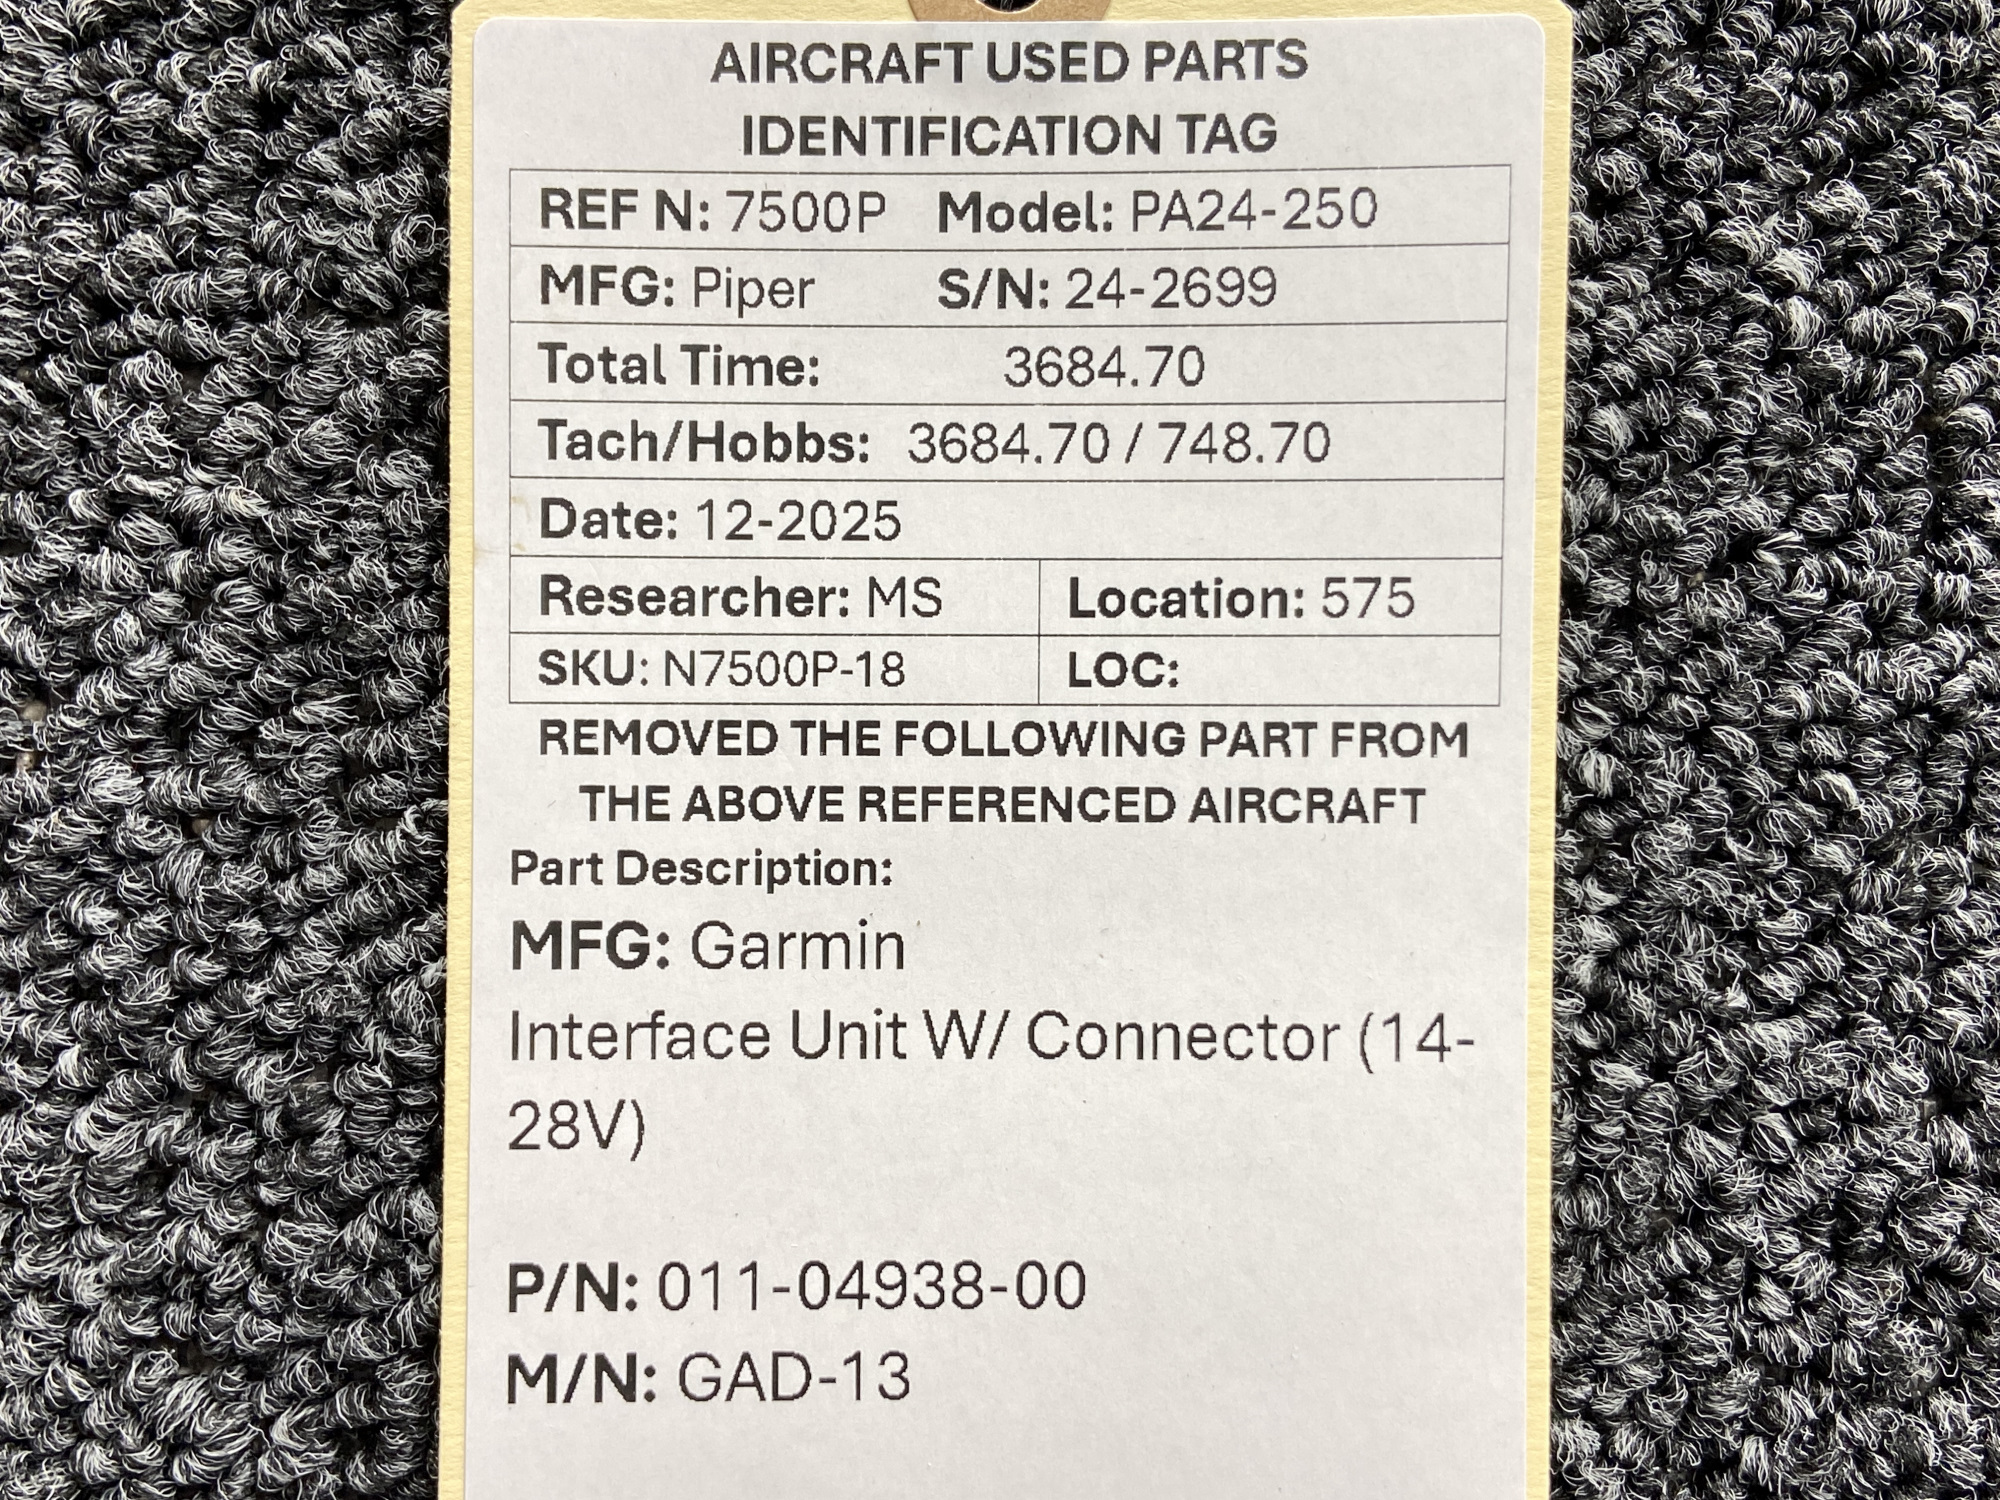 AIRCRAFT USED PARTS
IDENTIFICATION TAG
REF N: 7500P Model: PA24-250
MFG: Piper S/N: 24-2699
Total Time: 3684.70
Tach/Hobbs: 3684.70 / 748.70
Date: 12-2025
Researcher: MS Location: 575
SKU: N7500P-18 LOC:
REMOVED THE FOLLOWING PART FROM
THE ABOVE REFERENCED AIRCRAFT
Part Description:
MFG: Garmin
Interface Unit W/ Connector (14-
28V)
P/N: 011-04938-00
M/N: GAD-13